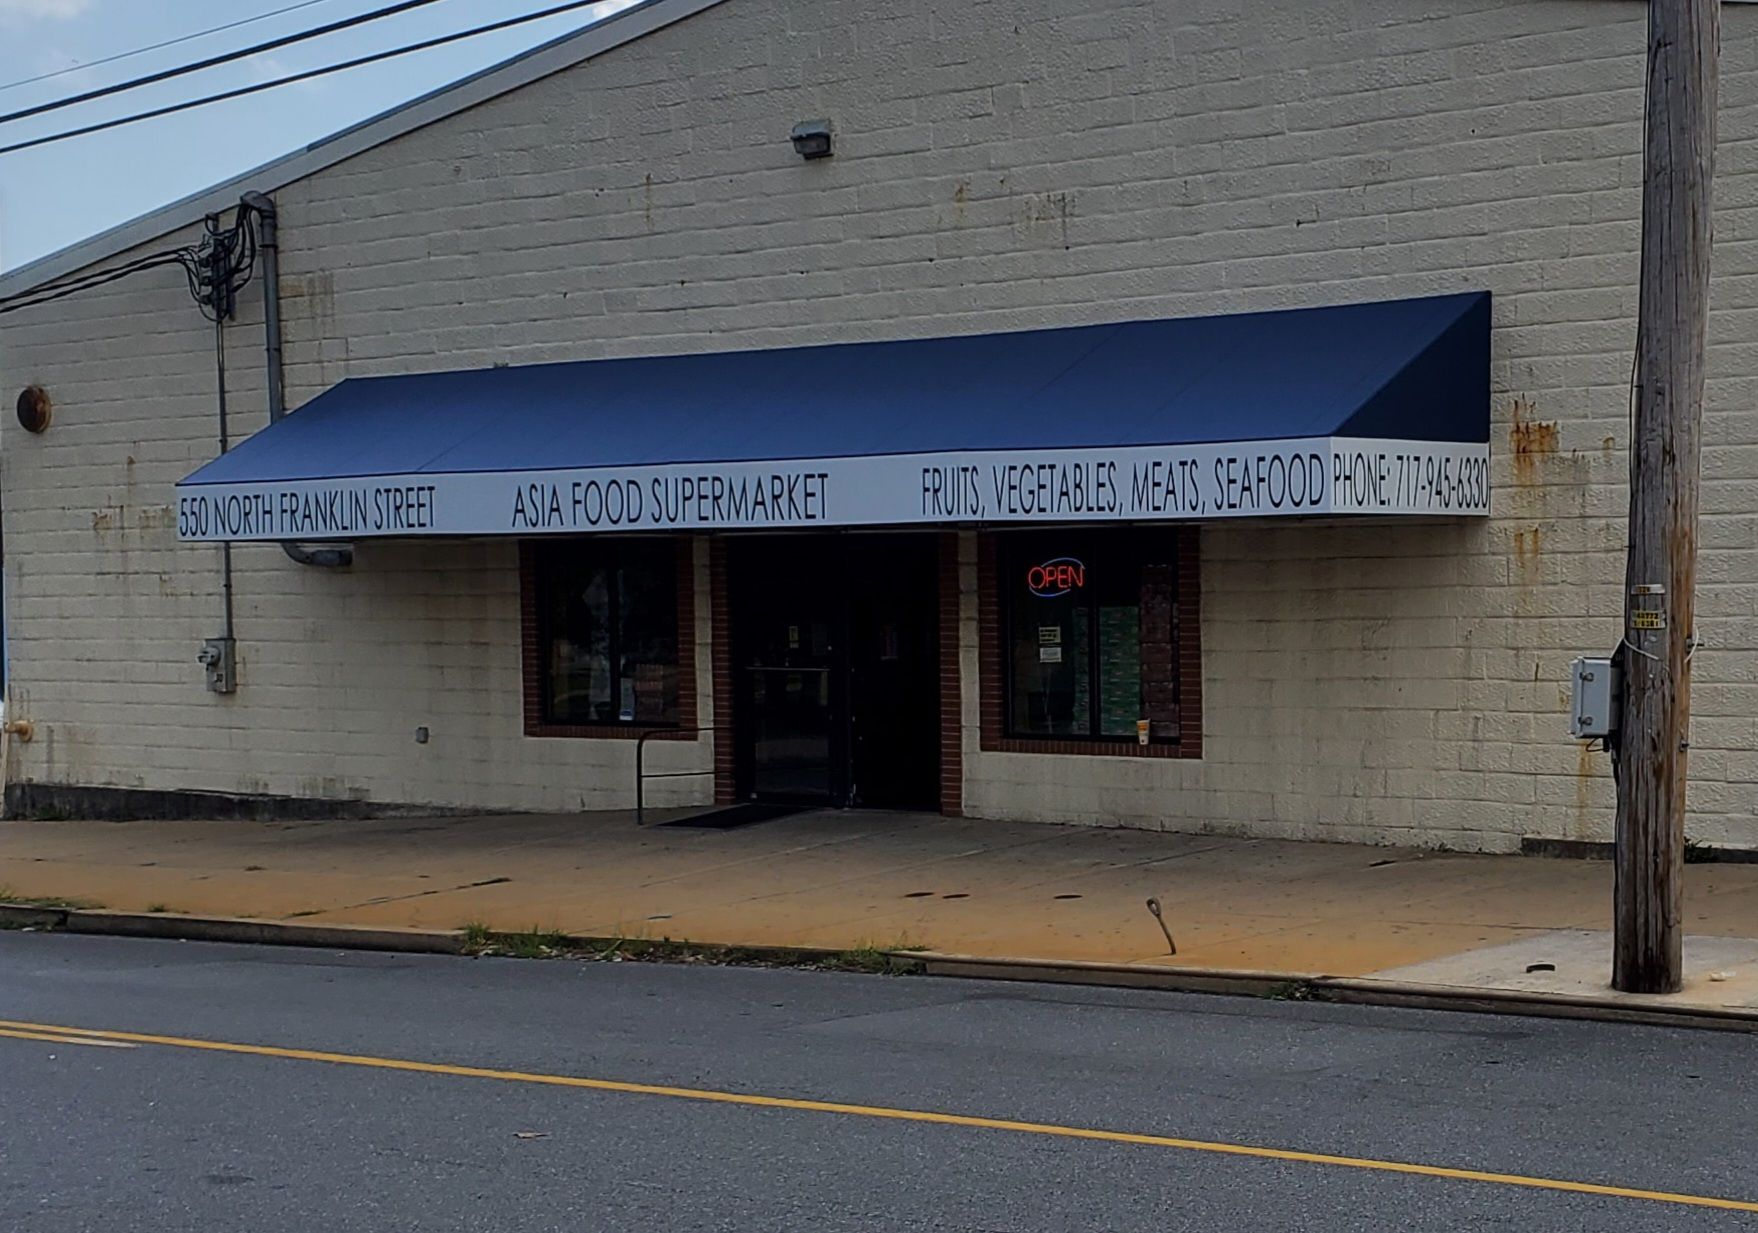 550 NORTH FRANKLIN STREET ASIA FOOD SUPERMARKET FRUITS, VEGETABLES, MEATS, SEAFOOD PHONE: 717-945-6330
OPEN